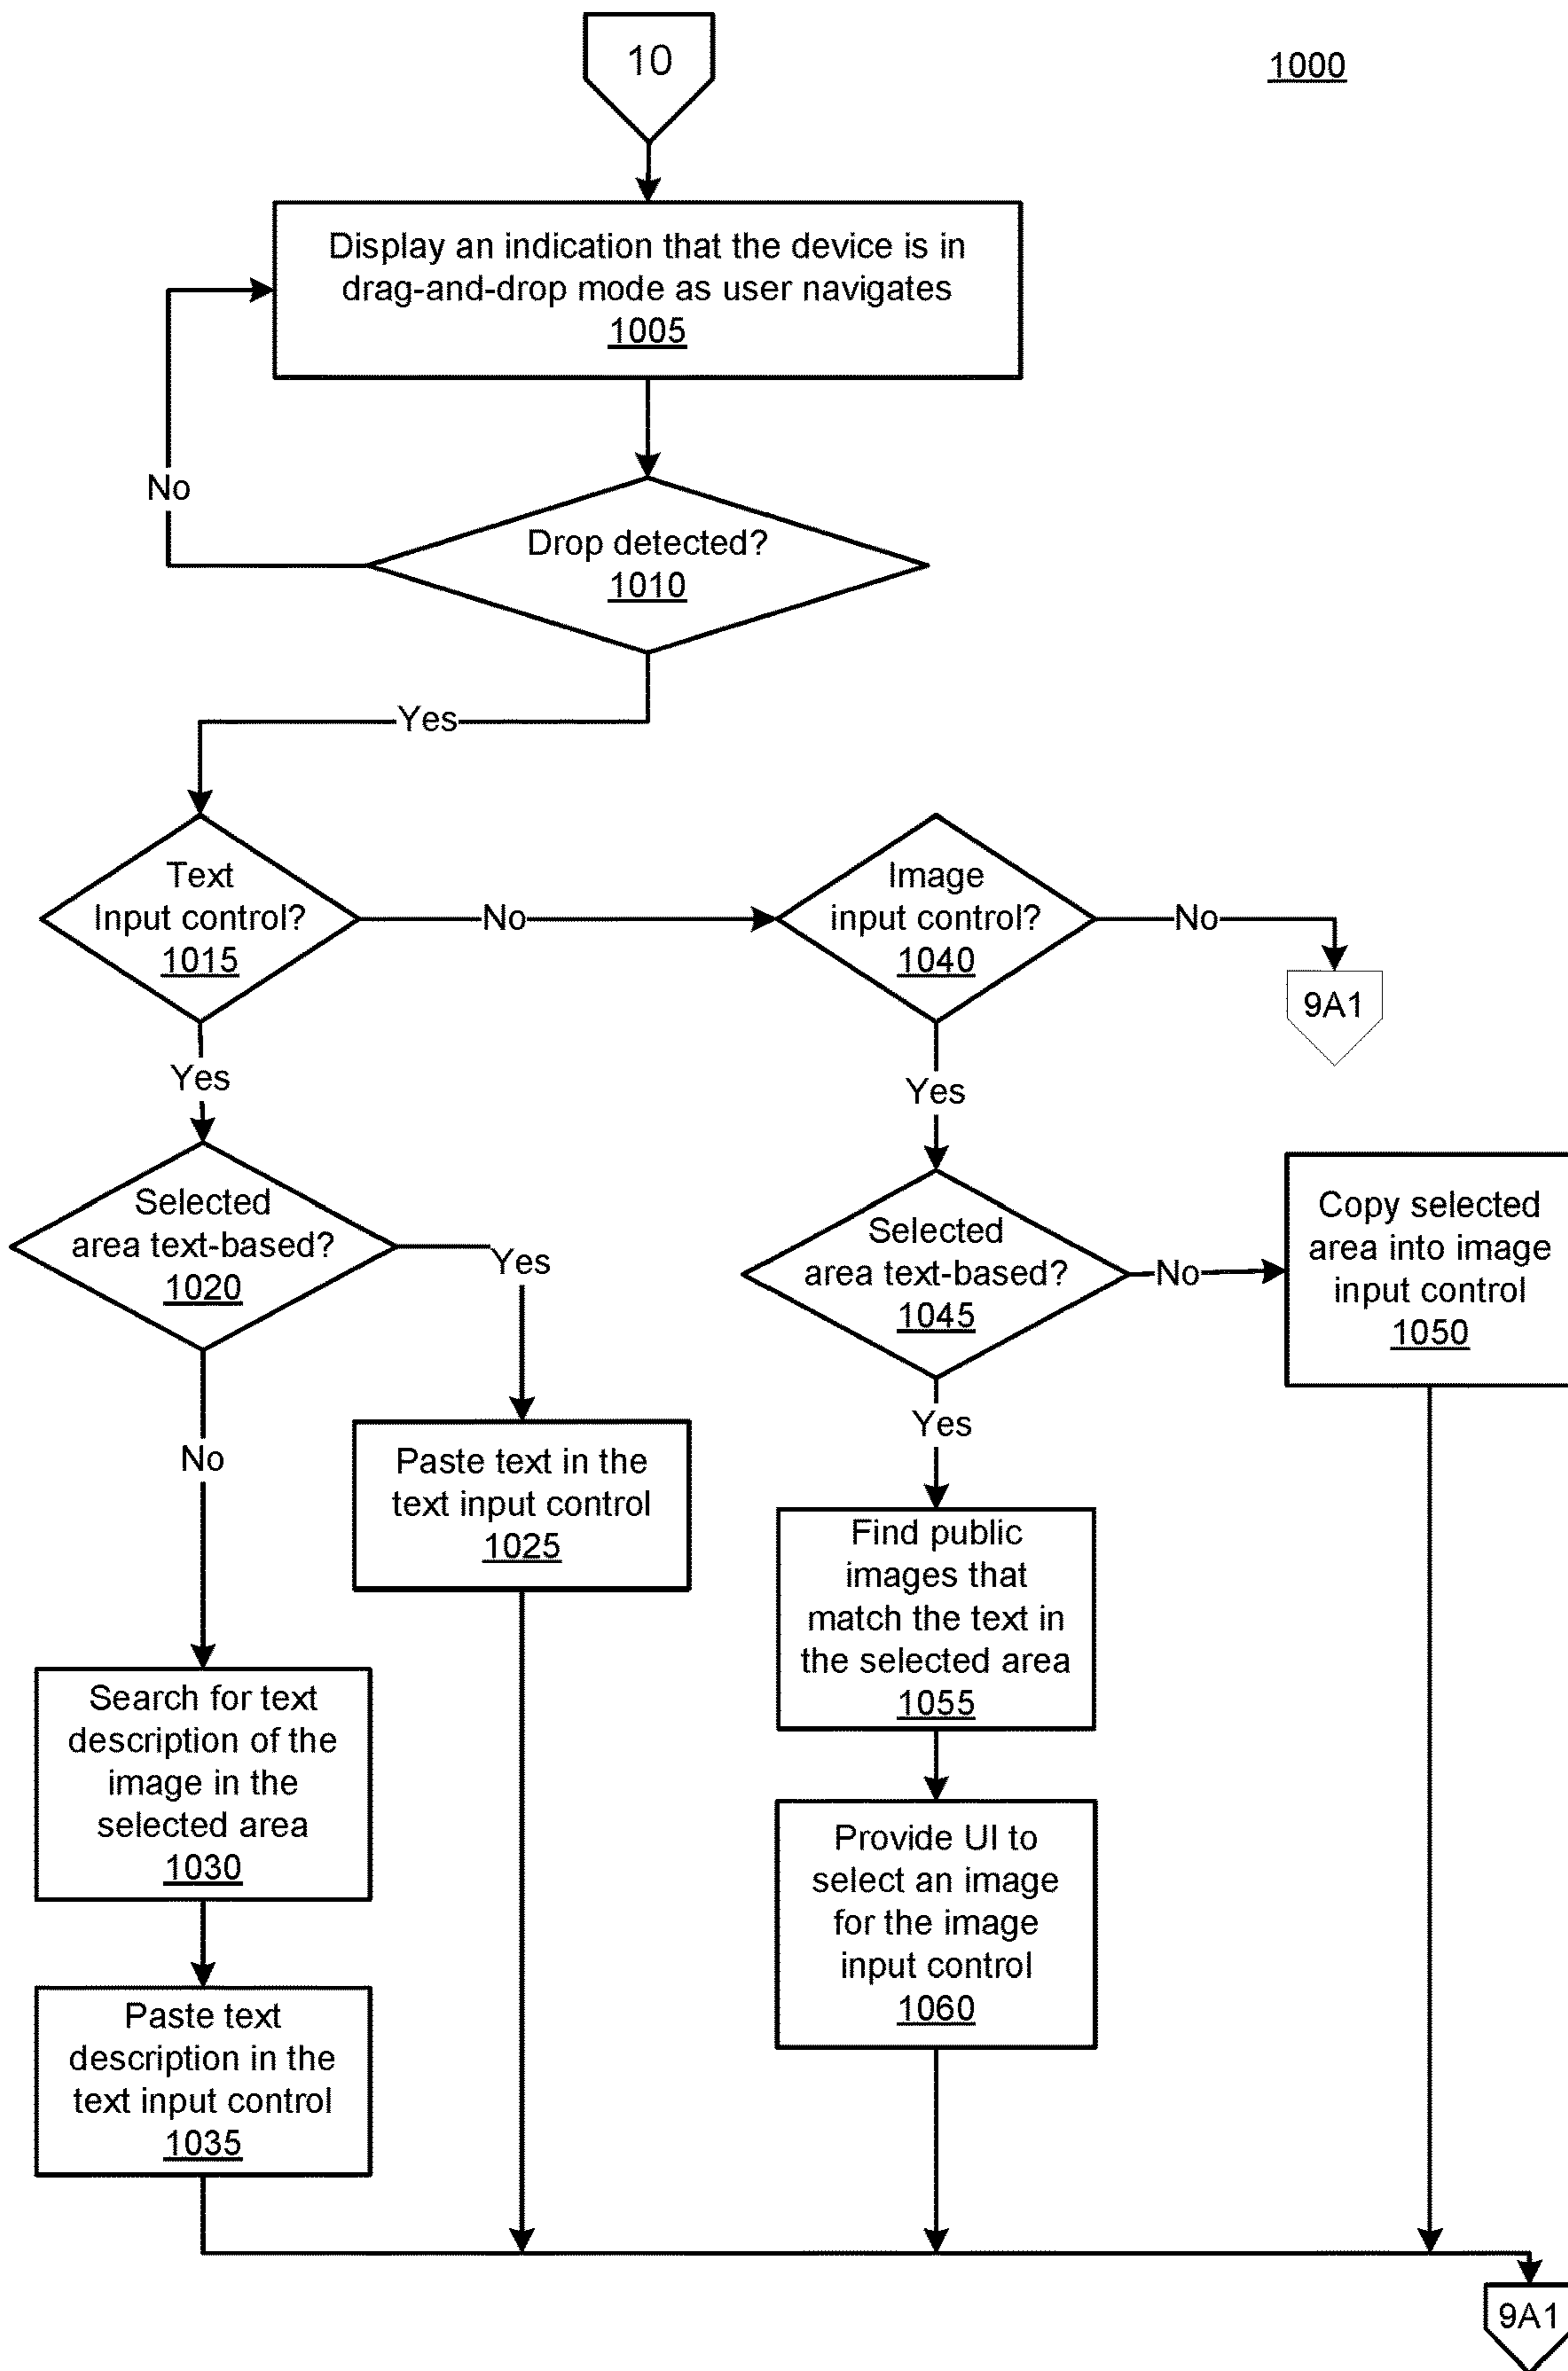 10
1000
Display an indication that the device is in
drag-and-drop mode as user navigates
1005
No
Drop detected?
1010
Yes
Text
Input control?
1015
No
Image
input control?
1040
No
9A1
Yes
Yes
Selected
area text-based?
1020
Yes
Selected
area text-based?
1045
No
Copy selected
area into image
input control
1050
No
Paste text in the
text input control
1025
Yes
Find public
images that
match the text in
the selected area
1055
Search for text
description of the
image in the
selected area
1030
Provide UI to
select an image
for the image
input control
1060
Paste text
description in the
text input control
1035
9A1